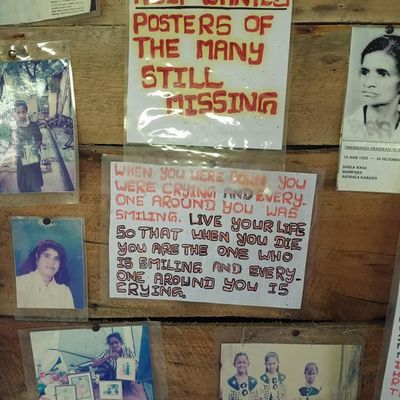 POSTERS OF
THE MANY
STILL
MISSING
WHEN YOU WERE BORN YOU
WERE CRYING AND EVERY-
ONE AROUND YOU WAS
SMILING. LIVE YOUR LIFE
SO THAT WHEN YOU DIE
YOU ARE THE ONE WHO
IS SMILING AND EVERY-
ONE AROUND YOU IS
CRYING.